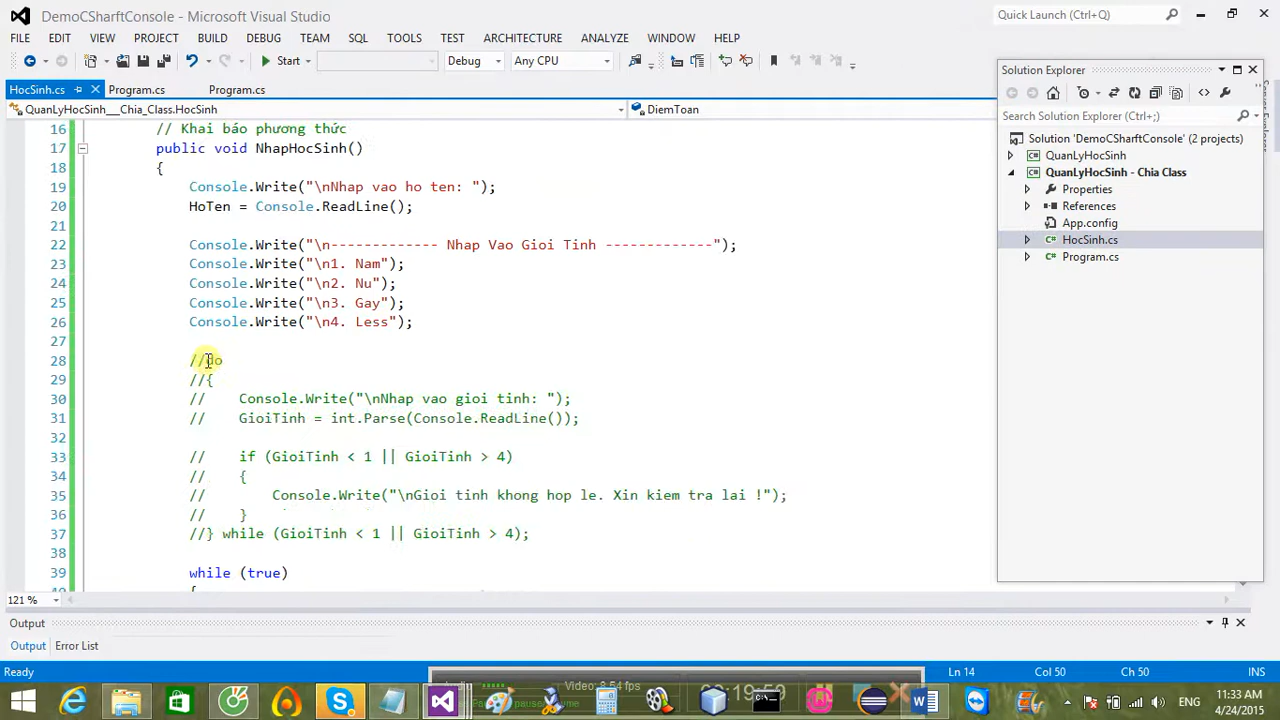 DemoCSharftConsole - Microsoft Visual Studio
Quick Launch (Ctrl+Q)
FILE EDIT VIEW PROJECT BUILD DEBUG TEAM SQL TOOLS TEST ARCHITECTURE ANALYZE WINDOW HELP
Start Debug Any CPU
HocSinh.cs Program.cs Program.cs
QuanLyHocSinh__Chia_Class.HocSinh DiemToan
16 // Khai báo phương thức
17 public void NhapHocSinh()
18 {
19 Console.Write("\nNhap vao ho ten: ");
20 HoTen = Console.ReadLine();
21
22 Console.Write("\n------------- Nhap Vao Gioi Tinh -------------");
23 Console.Write("\n1. Nam");
24 Console.Write("\n2. Nu");
25 Console.Write("\n3. Gay");
26 Console.Write("\n4. Less");
27
28 //do
29 //{
30 // Console.Write("\nNhap vao gioi tinh: ");
31 // GioiTinh = int.Parse(Console.ReadLine());
32
33 // if (GioiTinh < 1 || GioiTinh > 4)
34 // {
35 // Console.Write("\nGioi tinh khong hop le. Xin kiem tra lai !");
36 // }
37 //} while (GioiTinh < 1 || GioiTinh > 4);
38
39 while (true)
{
121 %
Solution Explorer
Search Solution Explorer (Ctrl+;)
Solution 'DemoCSharftConsole' (2 projects)
QuanLyHocSinh
QuanLyHocSinh - Chia Class
Properties
References
App.config
HocSinh.cs
Program.cs
Output
Output Error List
Ready Ln 14 Col 50 Ch 50 INS
Video: 8.54 fps
ENG
11:33 AM
4/24/2015